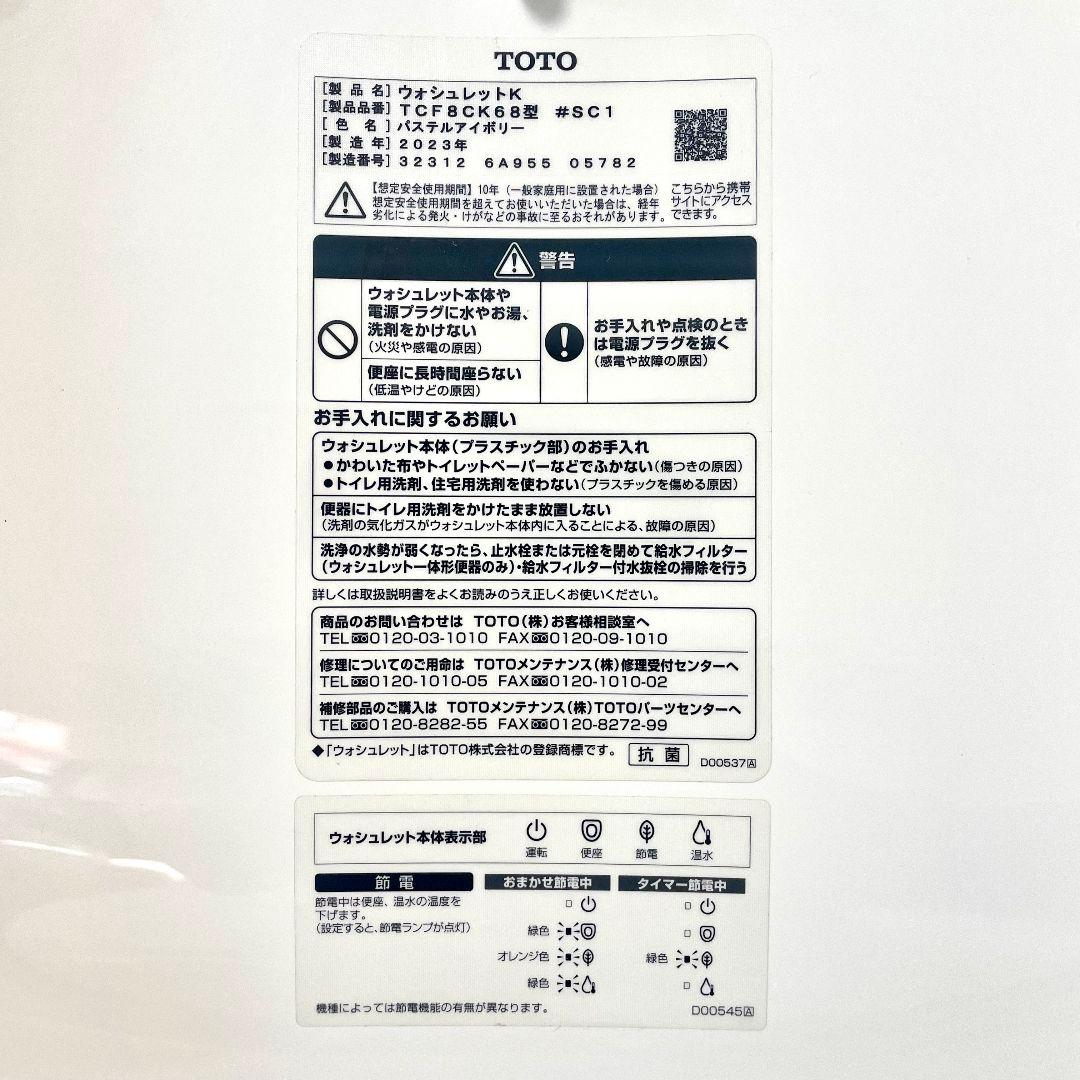 TOTO
[製品名] ウォシュレットK
[製品品番] TCF8CK68型 #SC1
[色名] パステルアイボリー
[製造年] 2023年
[製造番号] 32312 6A955 05782
【想定安全使用期間】10年(一般家庭用に設置された場合)
想定安全使用期間を超えてお使いいただいた場合は、経年
劣化による発火・けがなどの事故に至るおそれがあります。
こちらから携帯
サイトにアクセス
できます。
警告
ウォシュレット本体や
電源プラグに水やお湯、
洗剤をかけない
(火災や感電の原因)
便座に長時間座らない
(低温やけどの原因)
お手入れや点検のとき
は電源プラグを抜く
(感電や故障の原因)
お手入れに関するお願い
ウォシュレット本体(プラスチック部)のお手入れ
●かわいた布やトイレットペーパーなどでふかない(傷つきの原因)
●トイレ用洗剤、住宅用洗剤を使わない(プラスチックを傷める原因)
便器にトイレ用洗剤をかけたまま放置しない
(洗剤の気化ガスがウォシュレット本体内に入ることによる、故障の原因)
洗浄の水勢が弱くなったら、止水栓または元栓を閉めて給水フィルター
(ウォシュレット一体形便器のみ)・給水フィルター付水抜栓の掃除を行う
詳しくは取扱説明書をよくお読みのうえ正しくお使いください。
商品のお問い合わせは TOTO(株)お客様相談室へ
TEL 0120-03-1010 FAX 0120-09-1010
修理についてのご用命は TOTOメンテナンス(株)修理受付センターへ
TEL 0120-1010-05 FAX 0120-1010-02
補修部品のご購入は TOTOメンテナンス(株)TOTOパーツセンターへ
TEL 0120-8282-55 FAX 0120-8272-99
◆「ウォシュレット」はTOTO株式会社の登録商標です。
抗菌
D00537A
ウォシュレット本体表示部
運転 便座 節電 温水
節電
節電中は便座、温水の温度を
下げます。
(設定すると、節電ランプが点灯)
おまかせ節電中
緑色
オレンジ色
緑色
タイマー節電中
緑色
機種によっては節電機能の有無が異なります。
D00545A